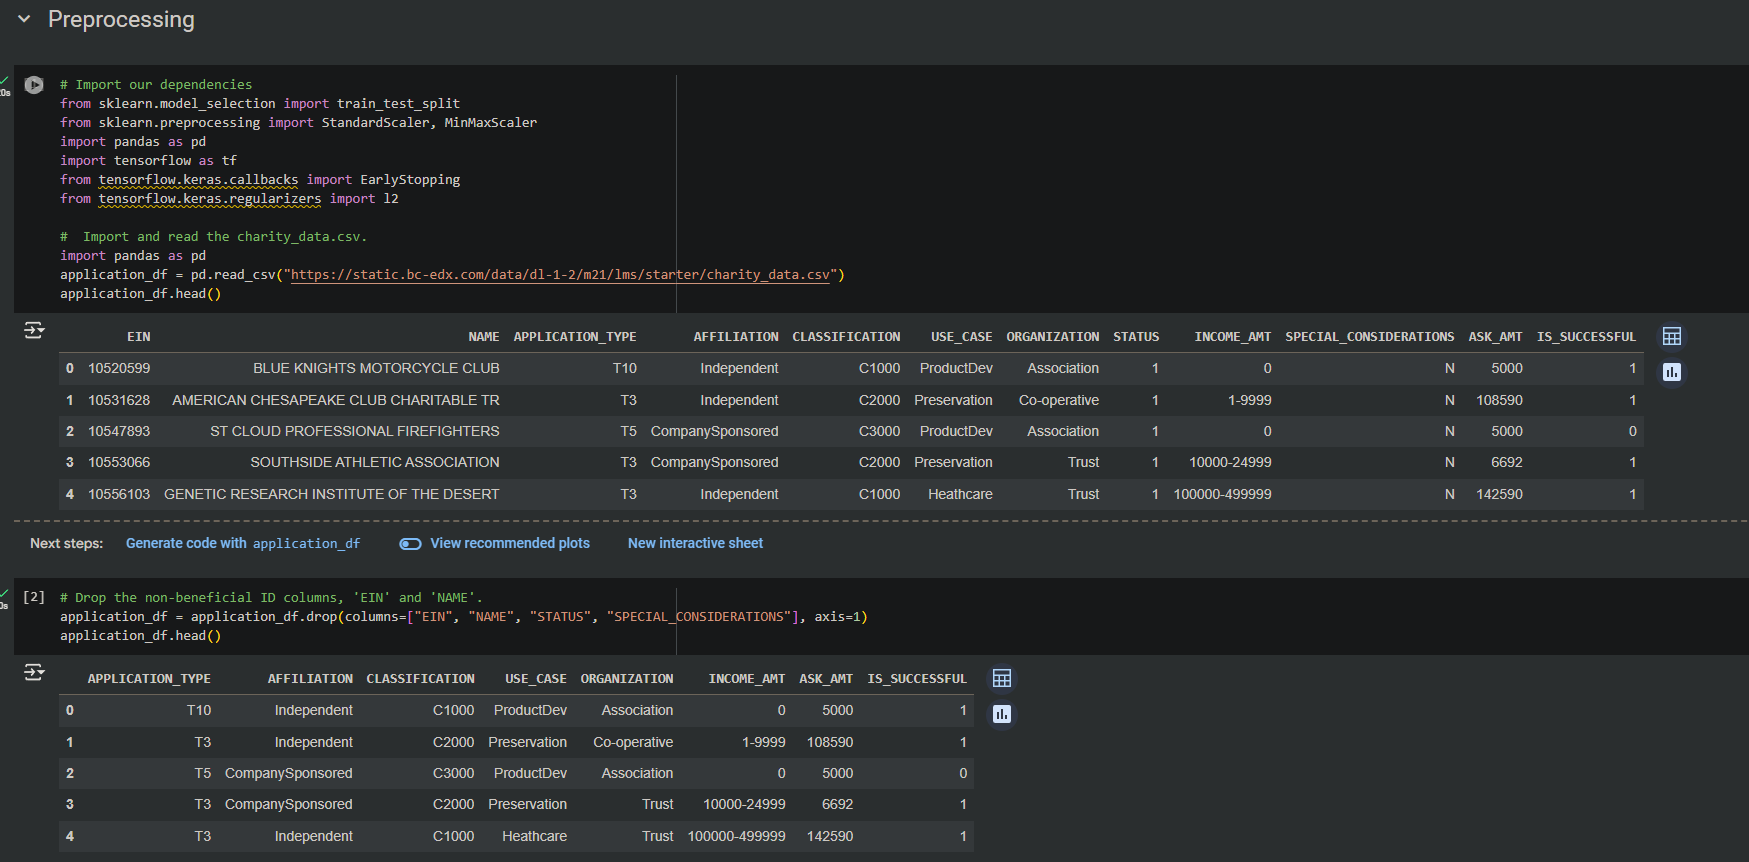 Preprocessing
# Import our dependencies
from sklearn.model_selection import train_test_split
from sklearn.preprocessing import StandardScaler, MinMaxScaler
import pandas as pd
import tensorflow as tf
from tensorflow.keras.callbacks import EarlyStopping
from tensorflow.keras.regularizers import l2
#  Import and read the charity_data.csv.
import pandas as pd
application_df = pd.read_csv("https://static.bc-edx.com/data/dl-1-2/m21/lms/starter/charity_data.csv")
application_df.head()
EIN NAME APPLICATION_TYPE AFFILIATION CLASSIFICATION USE_CASE ORGANIZATION STATUS INCOME_AMT SPECIAL_CONSIDERATIONS ASK_AMT IS_SUCCESSFUL
0 10520599 BLUE KNIGHTS MOTORCYCLE CLUB T10 Independent C1000 ProductDev Association 1 0 N 5000 1
1 10531628 AMERICAN CHESAPEAKE CLUB CHARITABLE TR T3 Independent C2000 Preservation Co-operative 1 1-9999 N 108590 1
2 10547893 ST CLOUD PROFESSIONAL FIREFIGHTERS T5 CompanySponsored C3000 ProductDev Association 1 0 N 5000 0
3 10553066 SOUTHSIDE ATHLETIC ASSOCIATION T3 CompanySponsored C2000 Preservation Trust 1 10000-24999 N 6692 1
4 10556103 GENETIC RESEARCH INSTITUTE OF THE DESERT T3 Independent C1000 Heathcare Trust 1 100000-499999 N 142590 1
Next steps: Generate code with application_df View recommended plots New interactive sheet
[2] # Drop the non-beneficial ID columns, 'EIN' and 'NAME'.
application_df = application_df.drop(columns=["EIN", "NAME", "STATUS", "SPECIAL_CONSIDERATIONS"], axis=1)
application_df.head()
APPLICATION_TYPE AFFILIATION CLASSIFICATION USE_CASE ORGANIZATION INCOME_AMT ASK_AMT IS_SUCCESSFUL
0 T10 Independent C1000 ProductDev Association 0 5000 1
1 T3 Independent C2000 Preservation Co-operative 1-9999 108590 1
2 T5 CompanySponsored C3000 ProductDev Association 0 5000 0
3 T3 CompanySponsored C2000 Preservation Trust 10000-24999 6692 1
4 T3 Independent C1000 Heathcare Trust 100000-499999 142590 1